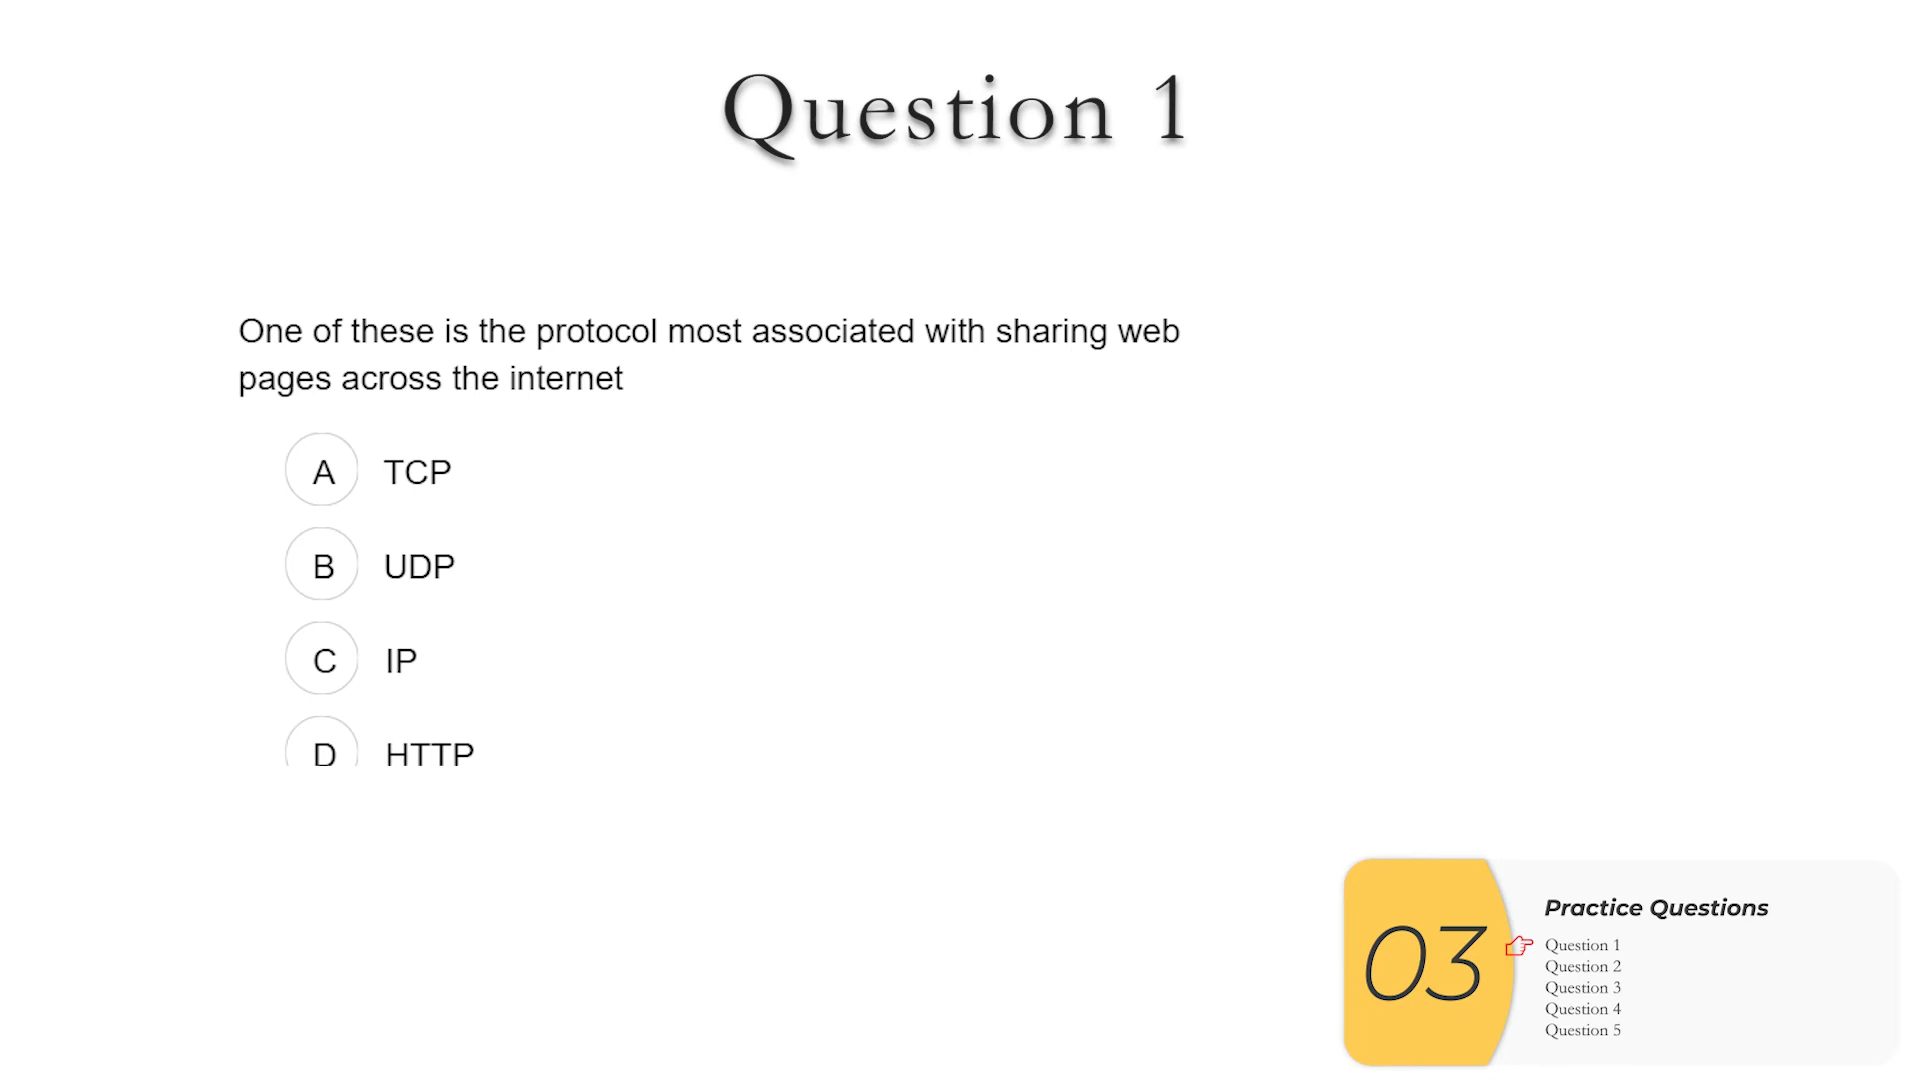 Question 1
One of these is the protocol most associated with sharing web
pages across the internet
A TCP
B UDP
C IP
D HTTP
03
Practice Questions
Question 1
Question 2
Question 3
Question 4
Question 5